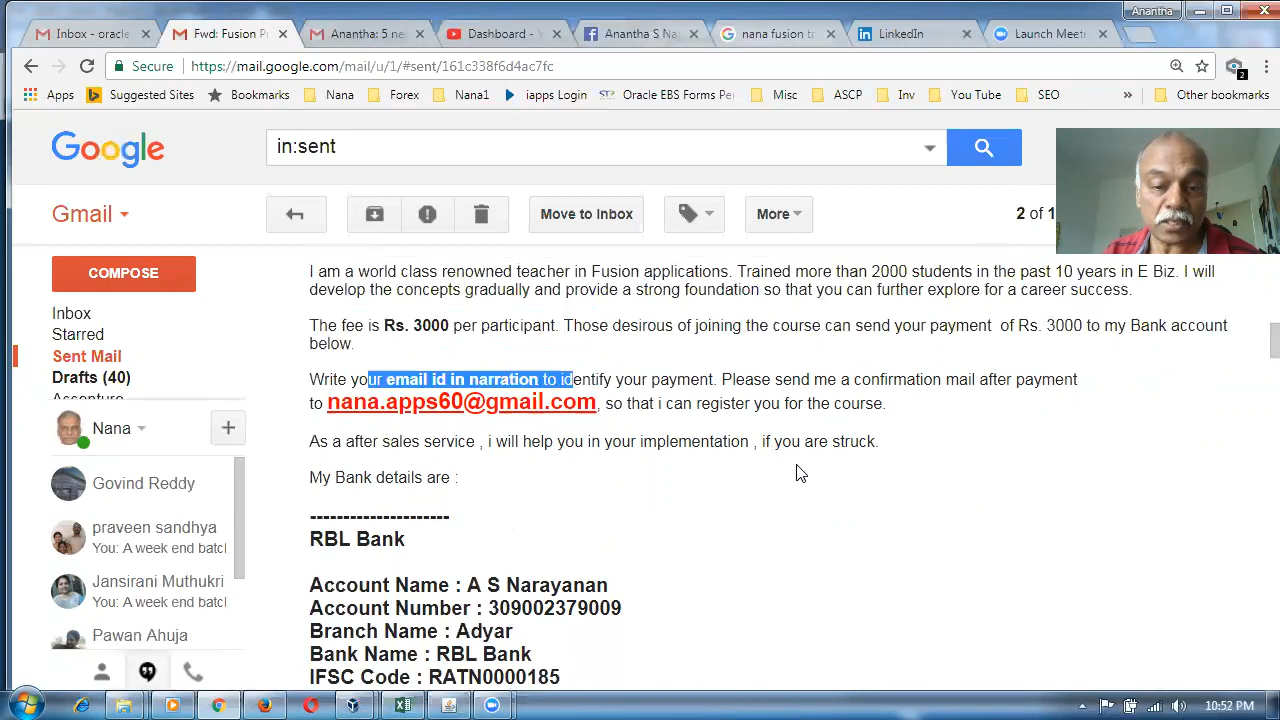 Anantha
Inbox - oracle
Fwd: Fusion P
Anantha: 5 ne
Dashboard - Y
Anantha S Na
nana fusion t
LinkedIn
Launch Meeti
Secure
https://mail.google.com/mail/u/1/#sent/161c338f6d4ac7fc
2
Apps
Suggested Sites
Bookmarks
Nana
Forex
Nana1
iapps Login
Oracle EBS Forms Pe
Misc
ASCP
Inv
You Tube
SEO
»
Other bookmarks
Google
in:sent
Gmail
Move to Inbox
More
2 of 1
COMPOSE
Inbox
Starred
Sent Mail
Drafts (40)
Accenture
Nana
Govind Reddy
praveen sandhya
You: A week end batc
Jansirani Muthukri
You: A week end batc
Pawan Ahuja
I am a world class renowned teacher in Fusion applications. Trained more than 2000 students in the past 10 years in E Biz. I will
develop the concepts gradually and provide a strong foundation so that you can further explore for a career success.
The fee is Rs. 3000 per participant. Those desirous of joining the course can send your payment of Rs. 3000 to my Bank account
below.
Write your email id in narration to identify your payment. Please send me a confirmation mail after payment
to nana.apps60@gmail.com, so that i can register you for the course.
As a after sales service , i will help you in your implementation , if you are struck.
My Bank details are :
---------------------
RBL Bank
Account Name : A S Narayanan
Account Number : 309002379009
Branch Name : Adyar
Bank Name : RBL Bank
IFSC Code : RATN0000185
10:52 PM